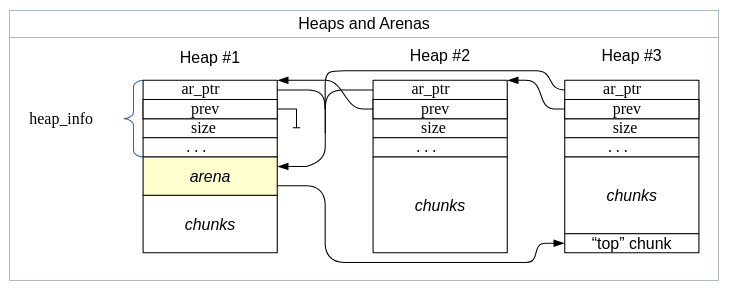 Heaps and Arenas
Heap #1
Heap #2
Heap #3
heap_info
ar_ptr
prev
size
. . .
arena
chunks
ar_ptr
prev
size
. . .
chunks
ar_ptr
prev
size
. . .
chunks
“top” chunk